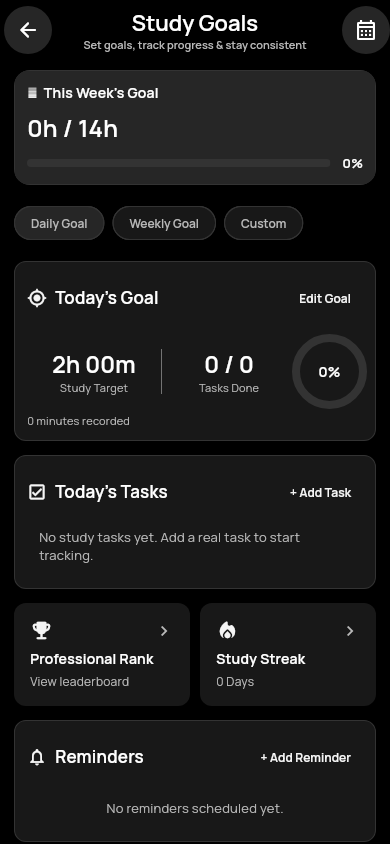 Study Goals
Set goals, track progress & stay consistent
This Week's Goal
0h / 14h
0%
Daily Goal
Weekly Goal
Custom
Today's Goal
Edit Goal
2h 00m
0 / 0
0%
Study Target
Tasks Done
0 minutes recorded
Today's Tasks
+ Add Task
No study tasks yet. Add a real task to start
tracking.
Professional Rank
View leaderboard
Study Streak
0 Days
Reminders
+ Add Reminder
No reminders scheduled yet.